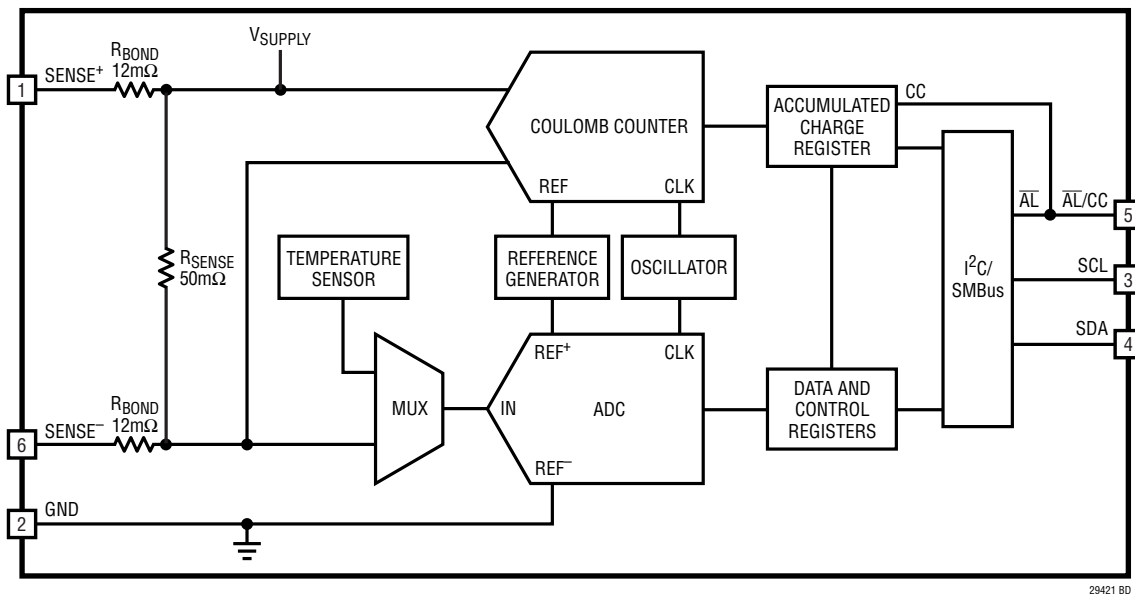 VSUPPLY
RBOND
12mΩ
1
SENSE+
RSENSE
50mΩ
RBOND
12mΩ
6
SENSE−
2
GND
COULOMB COUNTER
REF
CLK
TEMPERATURE
SENSOR
REFERENCE
GENERATOR
OSCILLATOR
MUX
REF+
CLK
IN
ADC
REF−
ACCUMULATED
CHARGE
REGISTER
CC
DATA AND
CONTROL
REGISTERS
I2C/
SMBus
A̅L̅
A̅L̅/CC
5
SCL
3
SDA
4
29421 BD